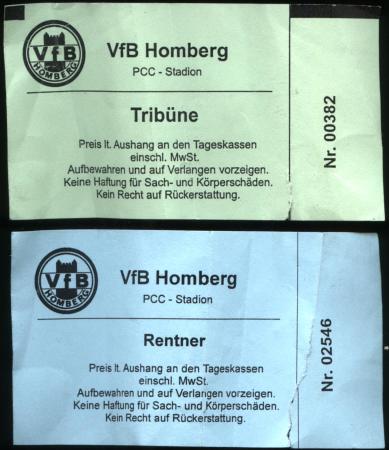 VfB
HOMBERG
VfB Homberg
PCC - Stadion
Tribüne
Preis lt. Aushang an den Tageskassen
einschl. MwSt.
Aufbewahren und auf Verlangen vorzeigen.
Keine Haftung für Sach- und Körperschäden.
Kein Recht auf Rückerstattung.
Nr. 00382
VfB
HOMBERG
VfB Homberg
PCC - Stadion
Rentner
Preis lt. Aushang an den Tageskassen
einschl. MwSt.
Aufbewahren und auf Verlangen vorzeigen.
Keine Haftung für Sach- und Körperschäden.
Kein Recht auf Rückerstattung.
Nr. 02546